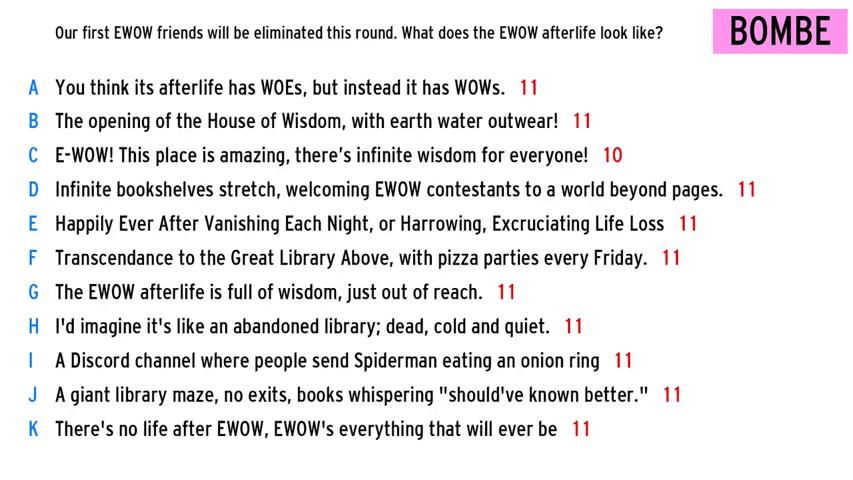 Our first EWOW friends will be eliminated this round. What does the EWOW afterlife look like?
BOMBE
A You think its afterlife has WOEs, but instead it has WOWs. 11
B The opening of the House of Wisdom, with earth water outwear! 11
C E-WOW! This place is amazing, there's infinite wisdom for everyone! 10
D Infinite bookshelves stretch, welcoming EWOW contestants to a world beyond pages. 11
E Happily Ever After Vanishing Each Night, or Harrowing, Excruciating Life Loss 11
F Transcendance to the Great Library Above, with pizza parties every Friday. 11
G The EWOW afterlife is full of wisdom, just out of reach. 11
H I'd imagine it's like an abandoned library; dead, cold and quiet. 11
I A Discord channel where people send Spiderman eating an onion ring 11
J A giant library maze, no exits, books whispering "should've known better." 11
K There's no life after EWOW, EWOW's everything that will ever be 11